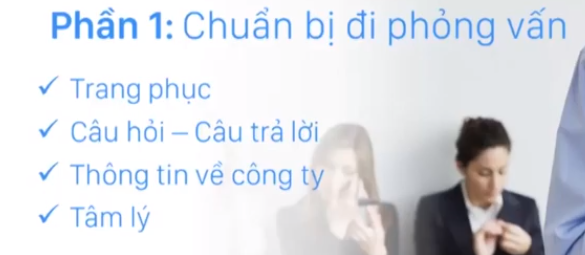 Phần 1: Chuẩn bị đi phỏng vấn
✓ Trang phục
✓ Câu hỏi – Câu trả lời
✓ Thông tin về công ty
✓ Tâm lý